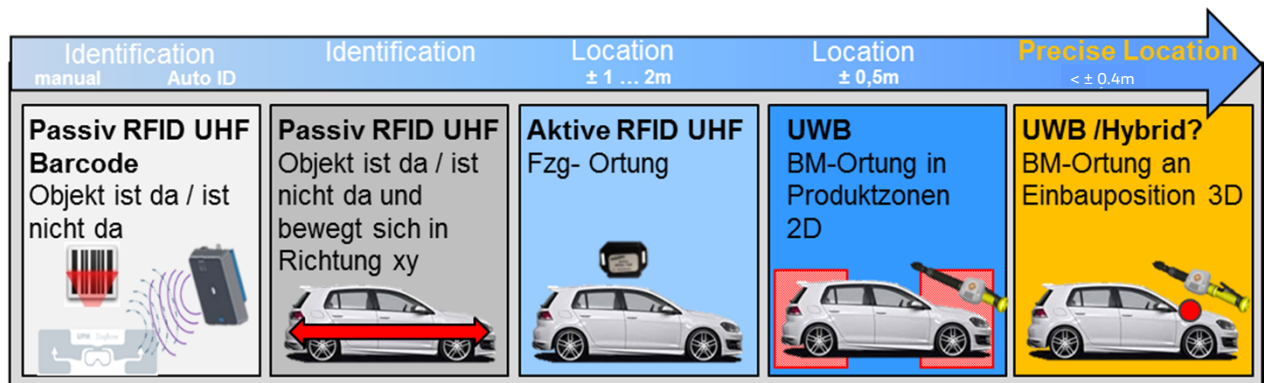 Identification
manual Auto ID
Identification
Location
± 1 ... 2m
Location
± 0,5m
Precise Location
< ± 0.4m
Passiv RFID UHF
Barcode
Objekt ist da / ist
nicht da
Passiv RFID UHF
Objekt ist da / ist
nicht da und
bewegt sich in
Richtung xy
Aktive RFID UHF
Fzg- Ortung
UWB
BM-Ortung in
Produktzonen
2D
UWB /Hybrid?
BM-Ortung an
Einbauposition 3D